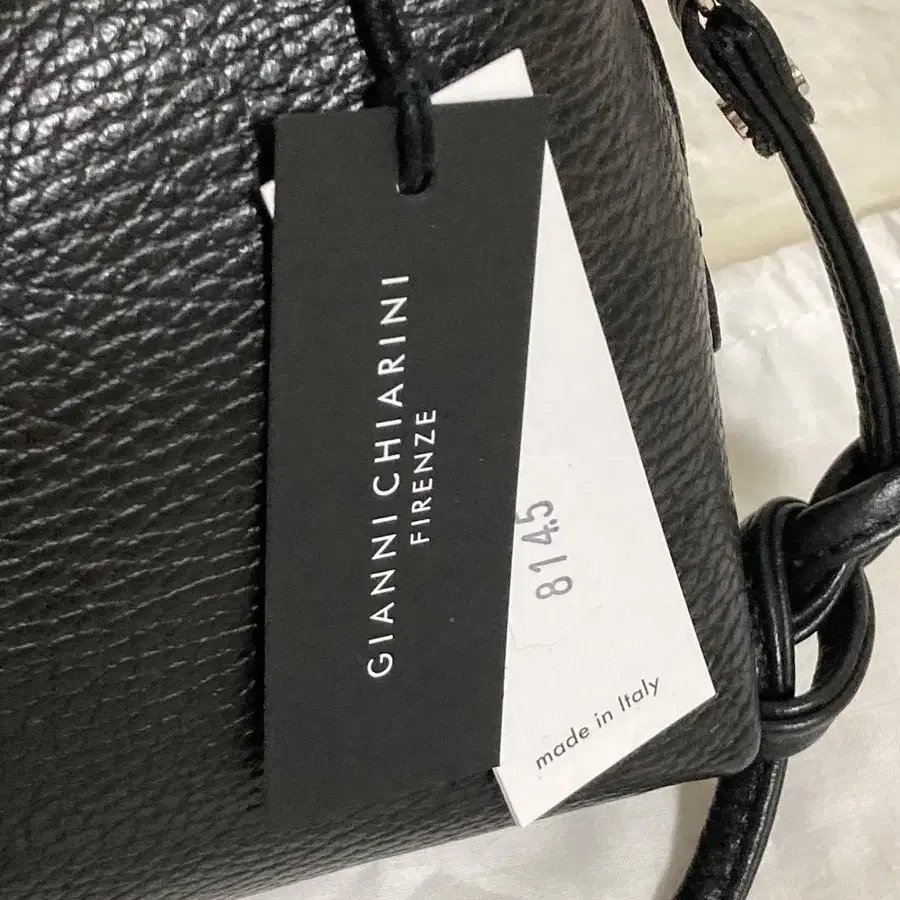 GIANNI CHIARINI
FIRENZE
8145
made in Italy